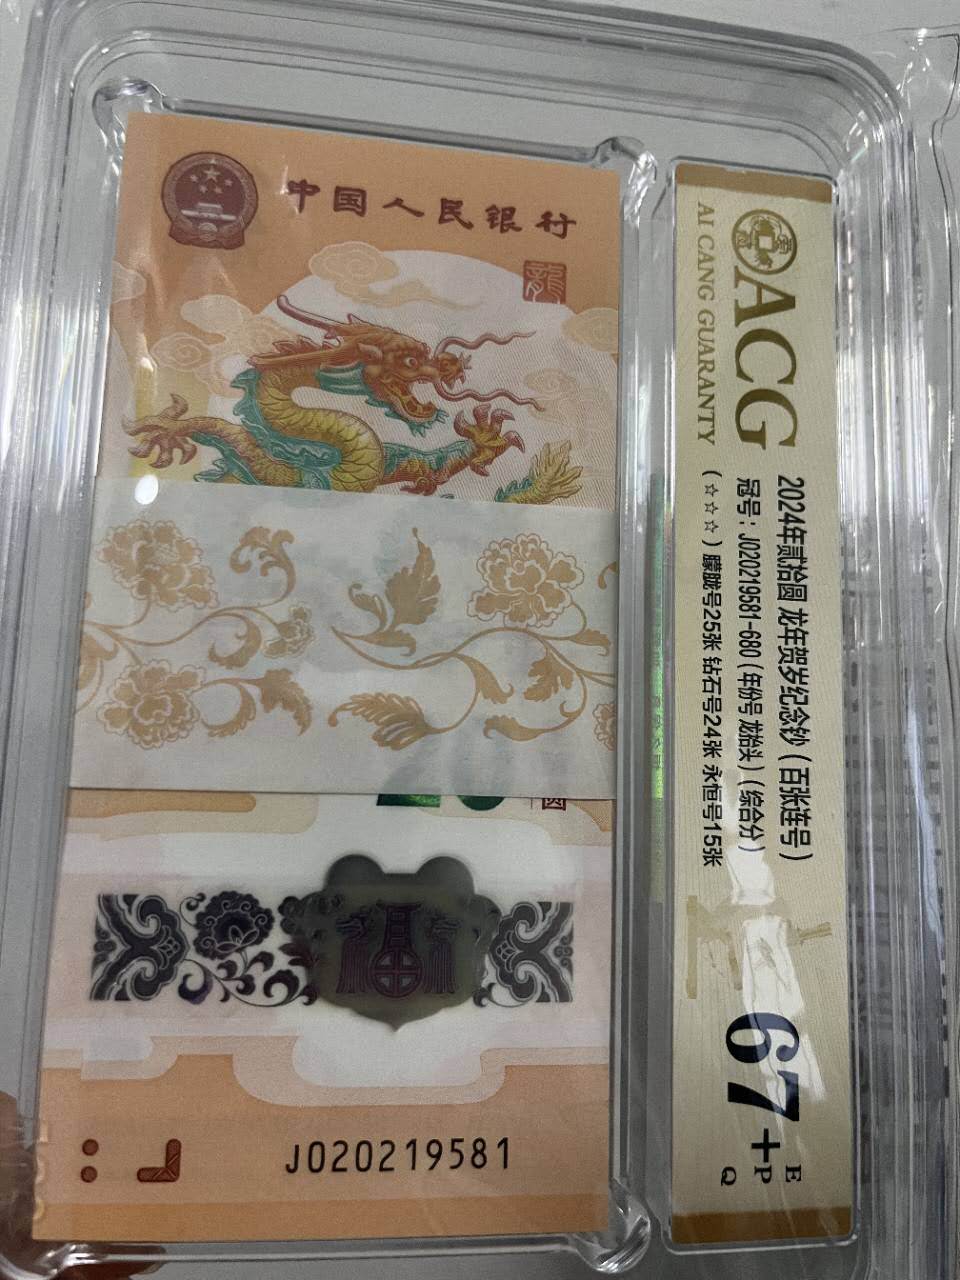 中国人民银行
龍
J020219581
ACG
AI CANG GUARANTY
2024年贰拾圆 龙年贺岁纪念钞（百张连号）
冠号：J020219581-680（年份号 龙抬头）（综合分）
（☆☆☆）朦胧号25张 钻石号24张 永恒号15张
67+
E
P
Q